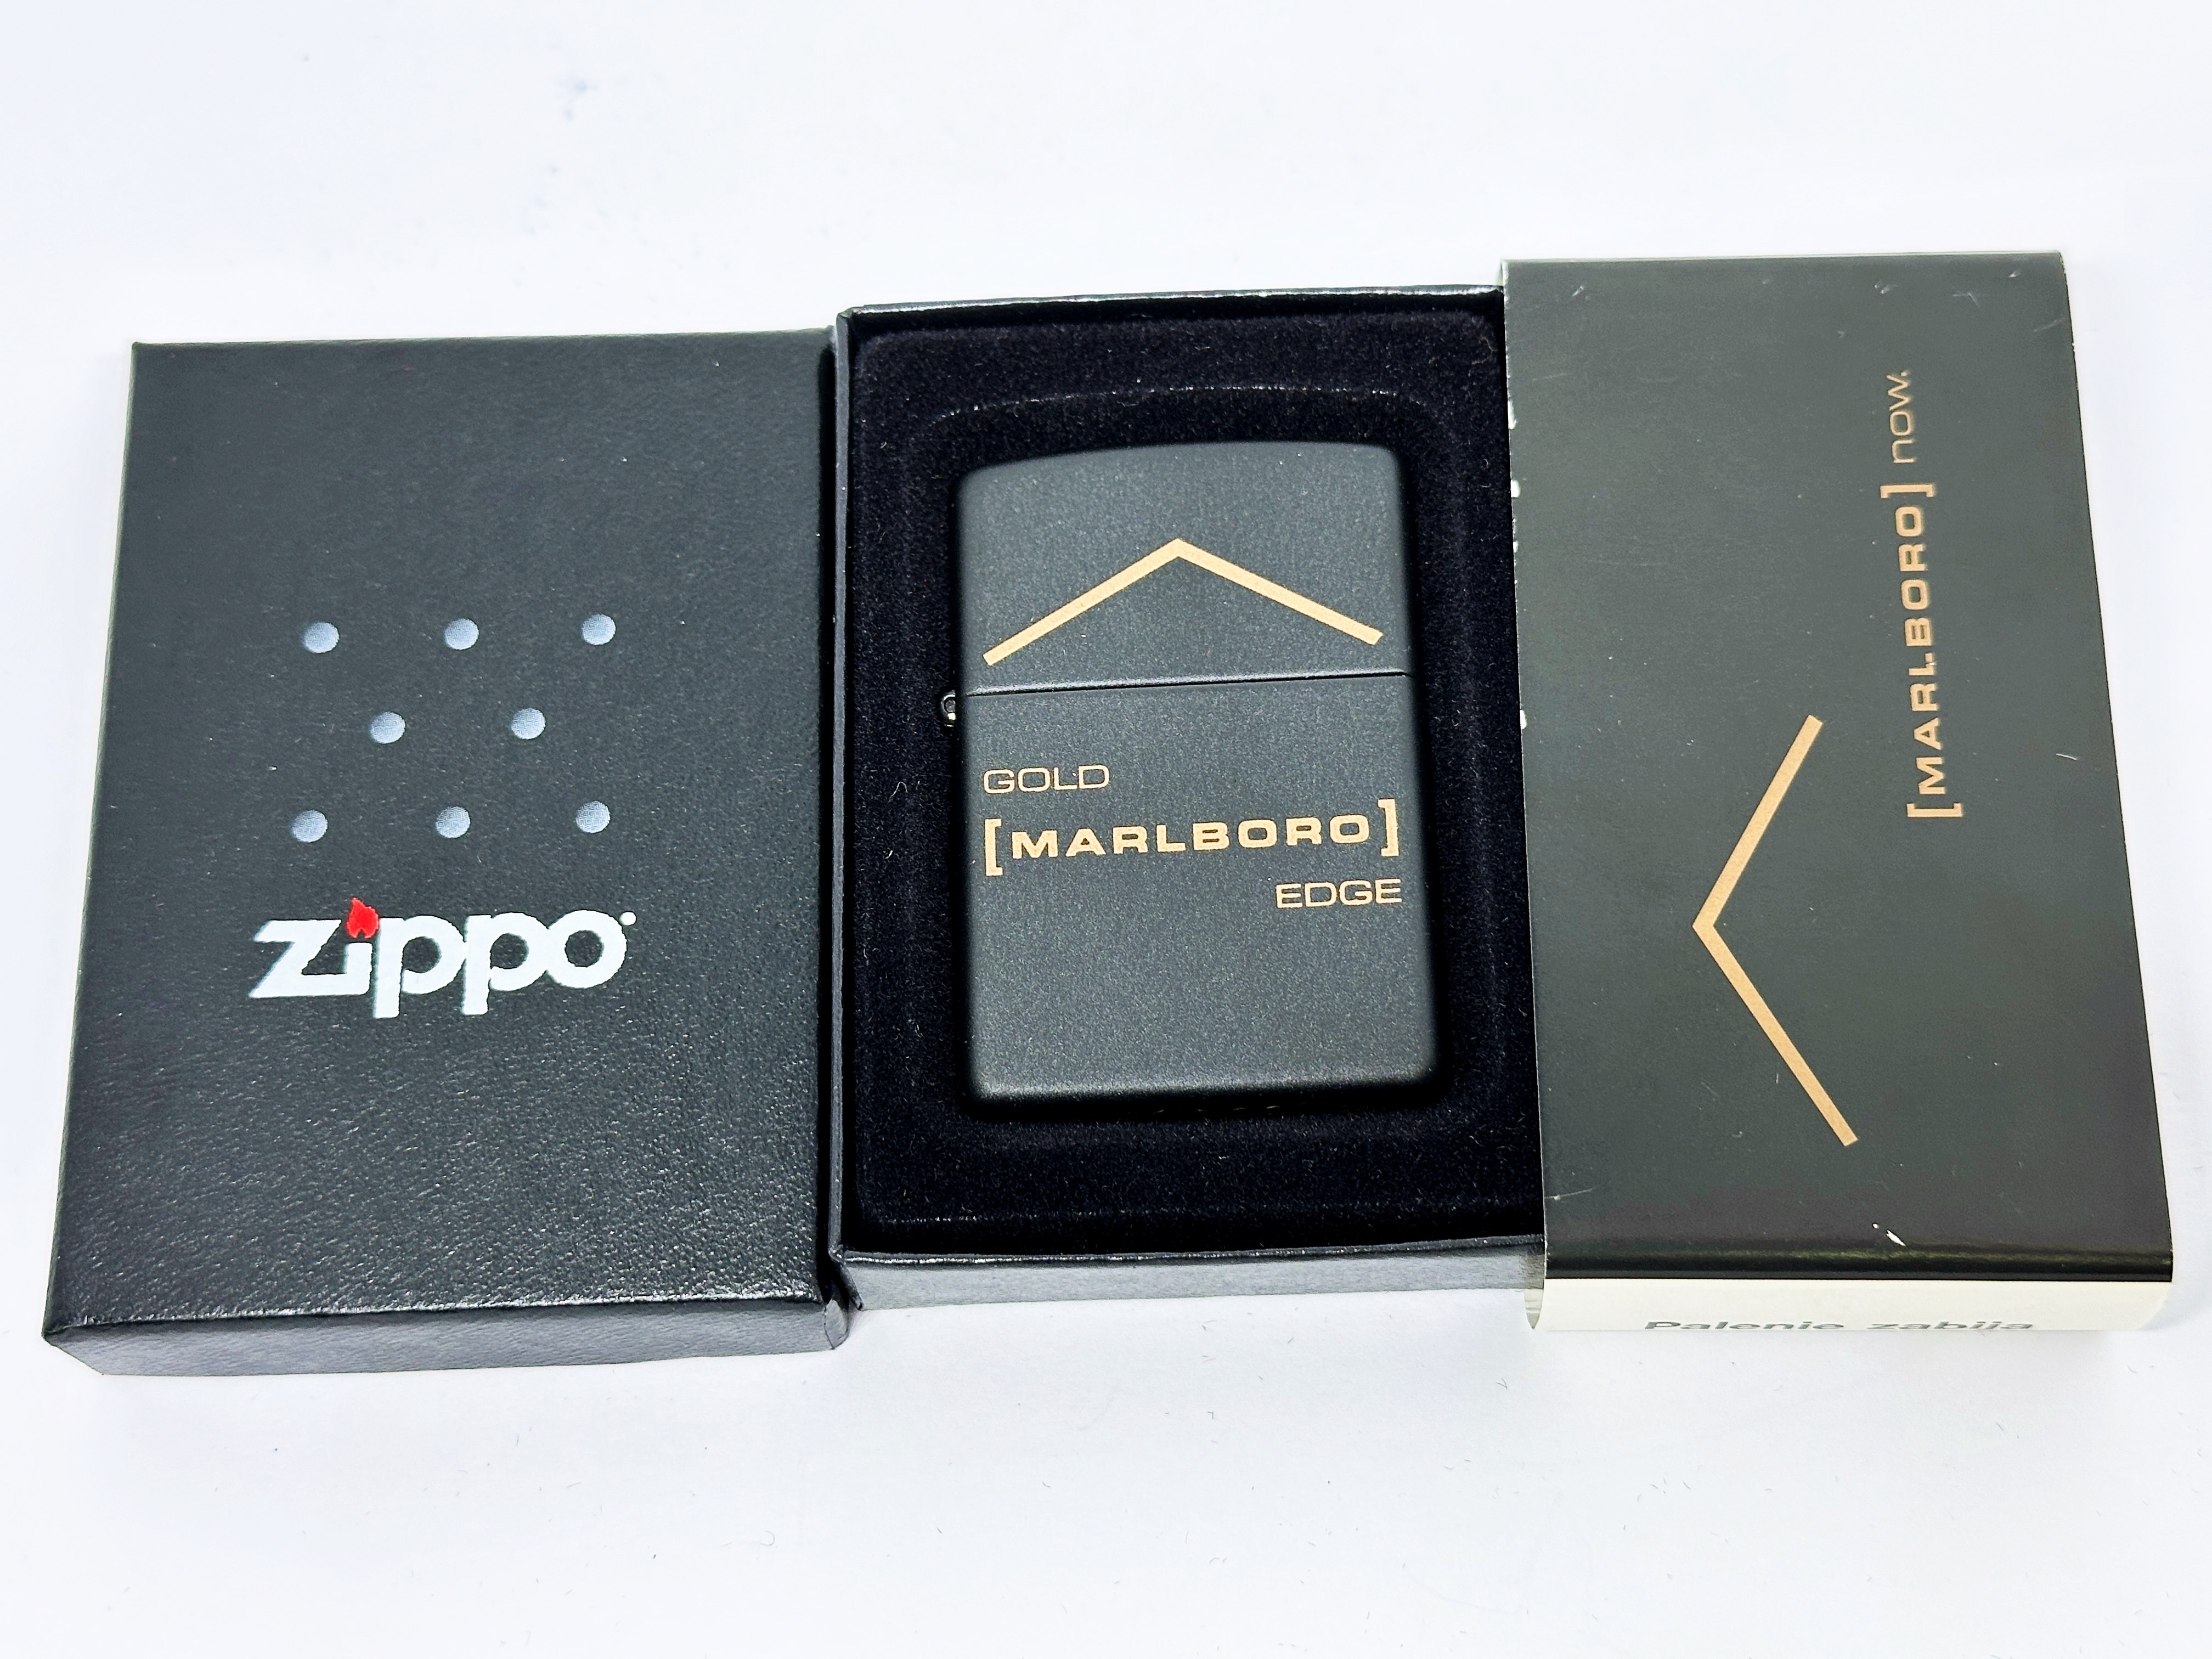 zippo
GOLD
[MARLBORO]
EDGE
[MARLBORO] now.
Palenie zabija